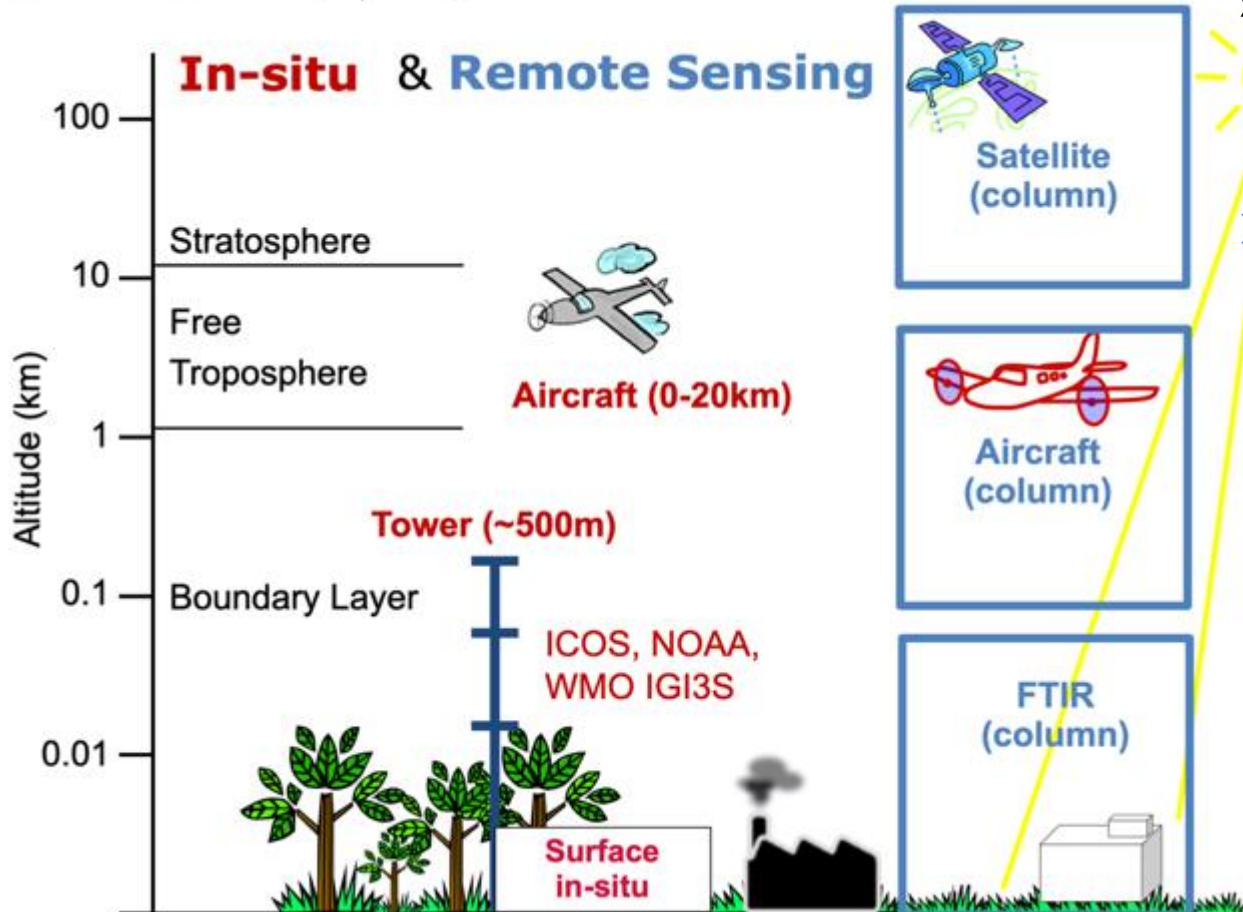 In-situ & Remote Sensing
100
Stratosphere
10
Free
Troposphere
1
Altitude (km)
Aircraft (0-20km)
Tower (~500m)
0.1
Boundary Layer
ICOS, NOAA,
WMO IGI3S
0.01
Surface
in-situ
Satellite
(column)
Aircraft
(column)
FTIR
(column)